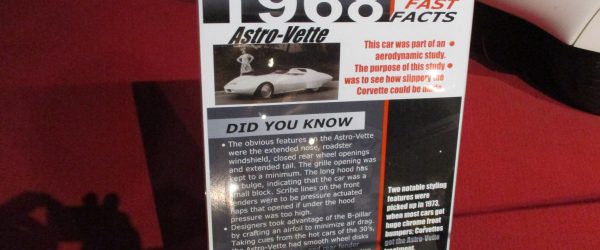 1968
FAST
FACTS
Astro-Vette
This car was part of an
aerodynamic study.
The purpose of this study
was to see how slippery the
Corvette could be made.
DID YOU KNOW
• The obvious features on the Astro-Vette
were the extended nose, roadster
windshield, closed rear wheel openings
and extended tail. The grille opening was
kept to a minimum. The long hood has
bulge, indicating that the car was a
small block. Scribe lines on the front
fenders were to be pressure actuated
flaps that opened if under the hood
pressure was too high.
• Designers took advantage of the B-pillar
by crafting an airfoil to minimize air drag.
Taking cues from the hot cars of the 30's,
the Astro-Vette had smooth wheel disks
Two notable styling
features were
picked up in 1973,
when most cars got
huge chrome front
bumpers; Corvettes
got the Astro-Vette